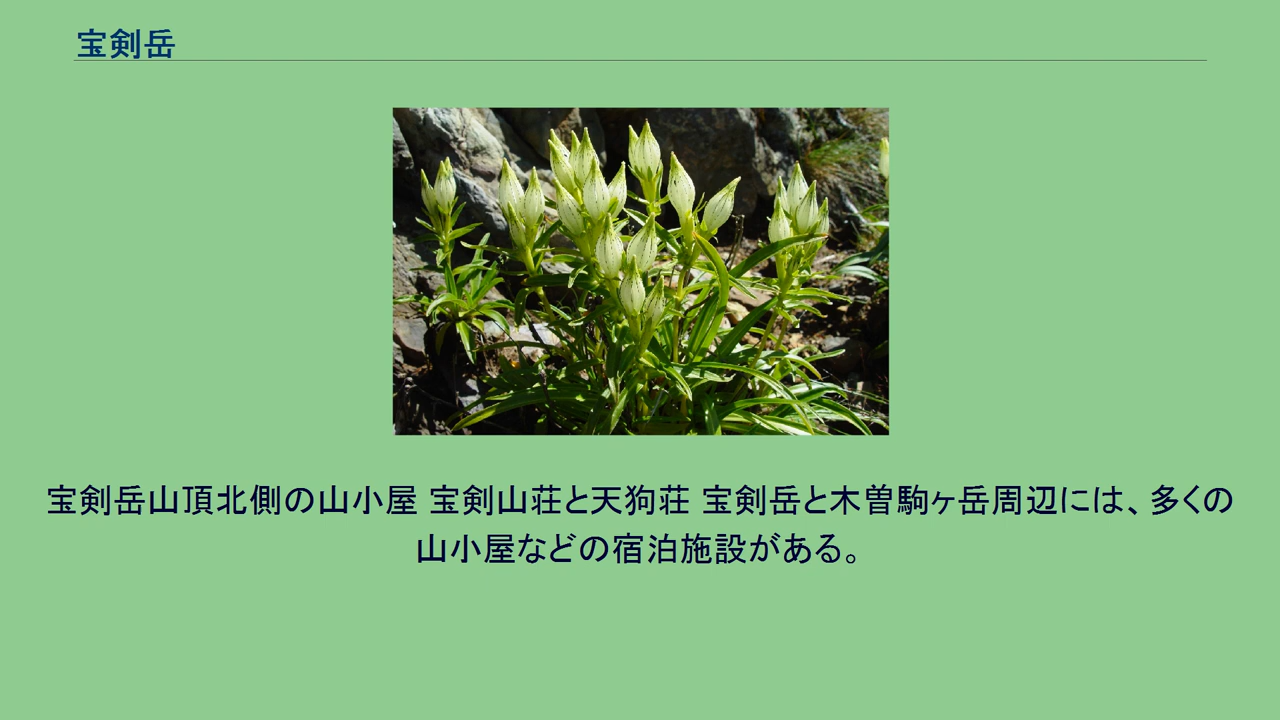 宝剣岳
宝剣岳山頂北側の山小屋 宝剣山荘と天狗荘 宝剣岳と木曽駒ヶ岳周辺には、多くの
山小屋などの宿泊施設がある。